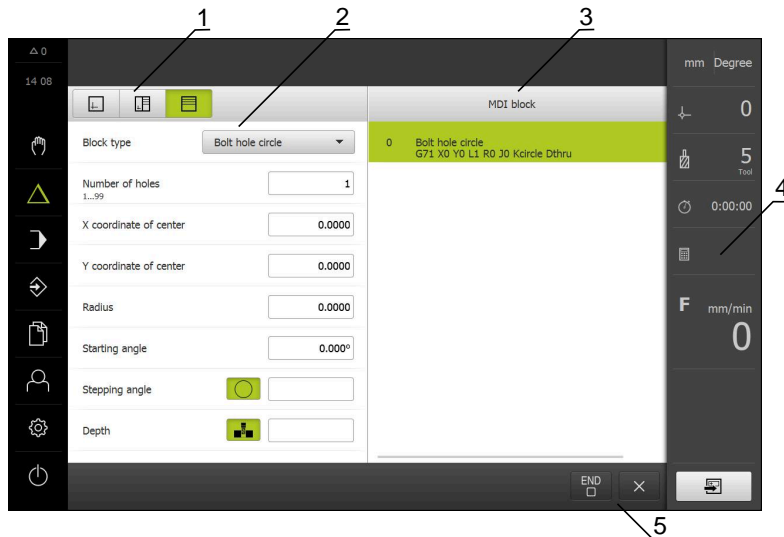 1
2
3
△ 0
14 08
mm Degree
MDI block
0
Block type
Bolt hole circle
0 Bolt hole circle
G71 X0 Y0 L1 R0 J0 Kcircle Dthru
5
Tool
Number of holes
1...99
1
4
X coordinate of center
0.0000
0:00:00
Y coordinate of center
0.0000
Radius
0.0000
F mm/min
0
Starting angle
0.000°
Stepping angle
Depth
END
5